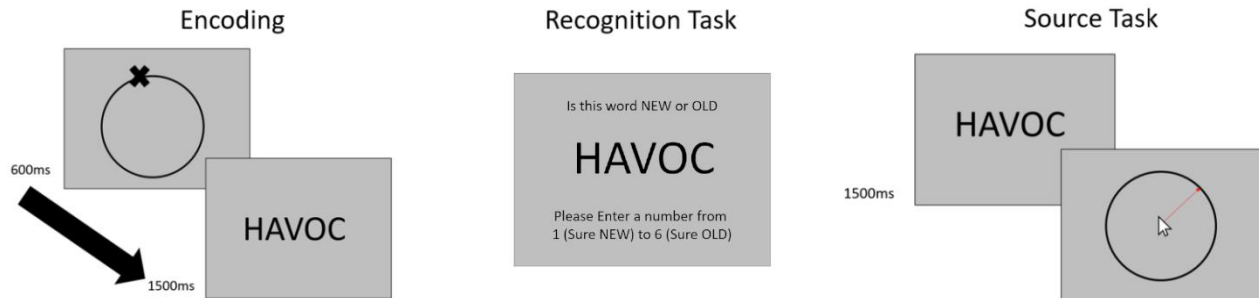 Encoding
600ms
HAVOC
1500ms
Recognition Task
Is this word NEW or OLD
HAVOC
Please Enter a number from
1 (Sure NEW) to 6 (Sure OLD)
Source Task
HAVOC
1500ms